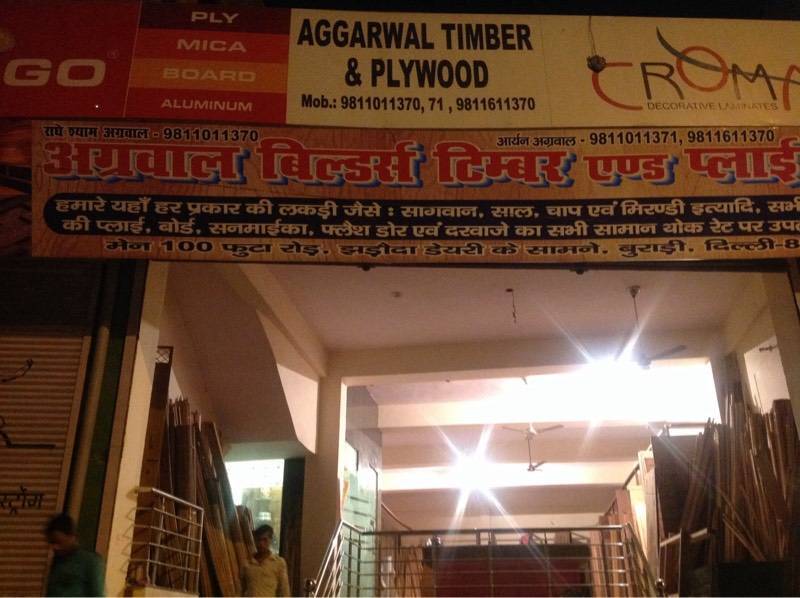 GO
PLY
MICA
BOARD
ALUMINUM
AGGARWAL TIMBER
& PLYWOOD
Mob.: 9811011370, 71 , 9811611370
CROMA
DECORATIVE LAMINATES
राधे श्याम अग्रवाल - 9811011370
आर्यन अग्रवाल - 9811011371, 9811611370
अग्रवाल बिल्डर्स टिम्बर एण्ड प्लाई
हमारे यहाँ हर प्रकार की लकड़ी जैसे : सागवान, साल, चाप एवं मिरण्डी इत्यादि, सभी
की प्लाई, बोर्ड, सनमाईका, फ्लैश डोर एवं दरवाजे का सभी सामान थोक रेट पर उप
मेन 100 फुटा रोड़, झड़ौदा डेयरी के सामने, बुराड़ी, दिल्ली-8